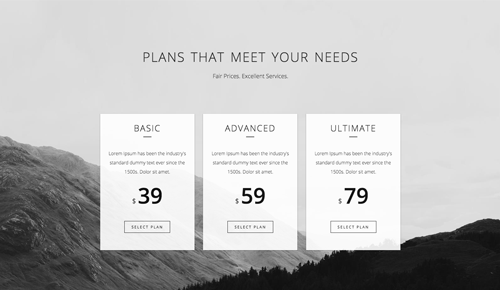 PLANS THAT MEET YOUR NEEDS
Fair Prices. Excellent Services.
BASIC
Lorem Ipsum has been the industry's
standard dummy text ever since the
1500s. Dolor sit amet.
$ 39
SELECT PLAN
ADVANCED
Lorem Ipsum has been the industry's
standard dummy text ever since the
1500s. Dolor sit amet.
$ 59
SELECT PLAN
ULTIMATE
Lorem Ipsum has been the industry's
standard dummy text ever since the
1500s. Dolor sit amet.
$ 79
SELECT PLAN